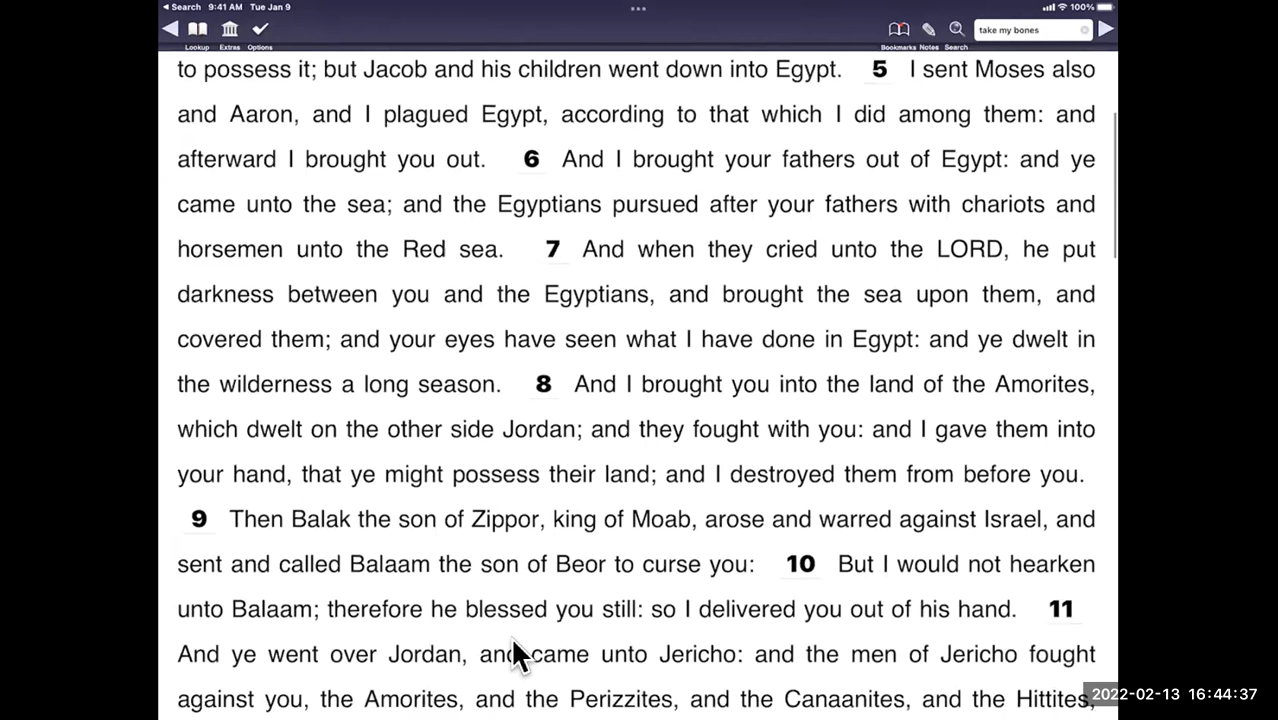 Search 9:41 AM Tue Jan 9 100%
take my bones
Lookup Extras Options Bookmarks Notes Search
to possess it; but Jacob and his children went down into Egypt. 5 I sent Moses also
and Aaron, and I plagued Egypt, according to that which I did among them: and
afterward I brought you out. 6 And I brought your fathers out of Egypt: and ye
came unto the sea; and the Egyptians pursued after your fathers with chariots and
horsemen unto the Red sea. 7 And when they cried unto the LORD, he put
darkness between you and the Egyptians, and brought the sea upon them, and
covered them; and your eyes have seen what I have done in Egypt: and ye dwelt in
the wilderness a long season. 8 And I brought you into the land of the Amorites,
which dwelt on the other side Jordan; and they fought with you: and I gave them into
your hand, that ye might possess their land; and I destroyed them from before you.
9 Then Balak the son of Zippor, king of Moab, arose and warred against Israel, and
sent and called Balaam the son of Beor to curse you: 10 But I would not hearken
unto Balaam; therefore he blessed you still: so I delivered you out of his hand. 11
And ye went over Jordan, and came unto Jericho: and the men of Jericho fought
against you, the Amorites, and the Perizzites, and the Canaanites, and the Hittites,
2022-02-13 16:44:37